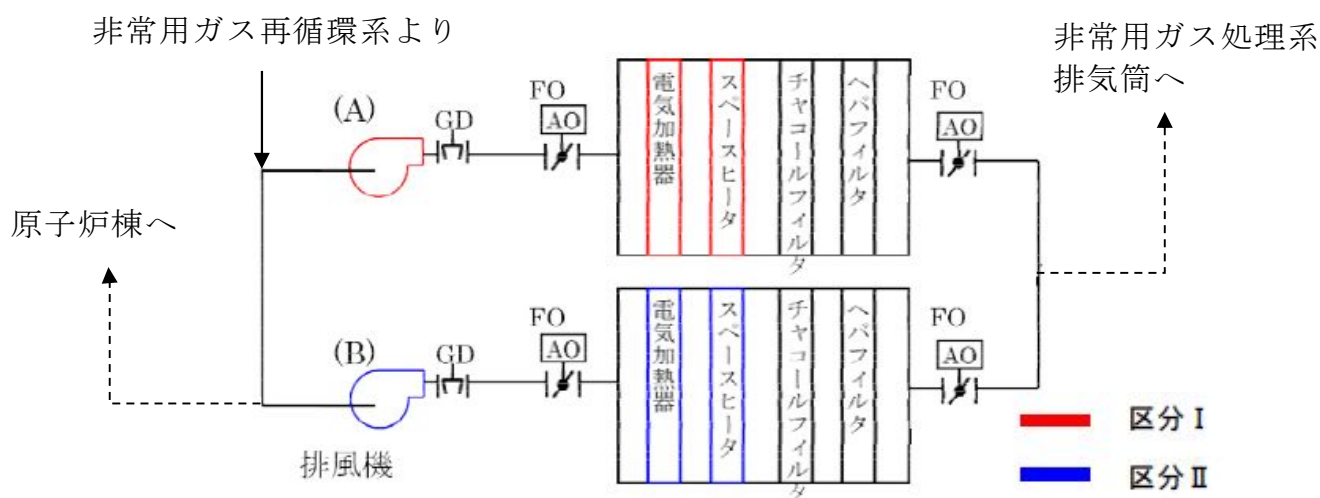 非常用ガス再循環系より
非常用ガス処理系
排気筒へ
(A)
GD
FO
AO
電気加熱器
スペースヒータ
チャコールフィルタ
ヘパフィルタ
FO
AO
原子炉棟へ
(B)
GD
FO
AO
電気加熱器
スペースヒータ
チャコールフィルタ
ヘパフィルタ
FO
AO
排風機
区分Ⅰ
区分Ⅱ